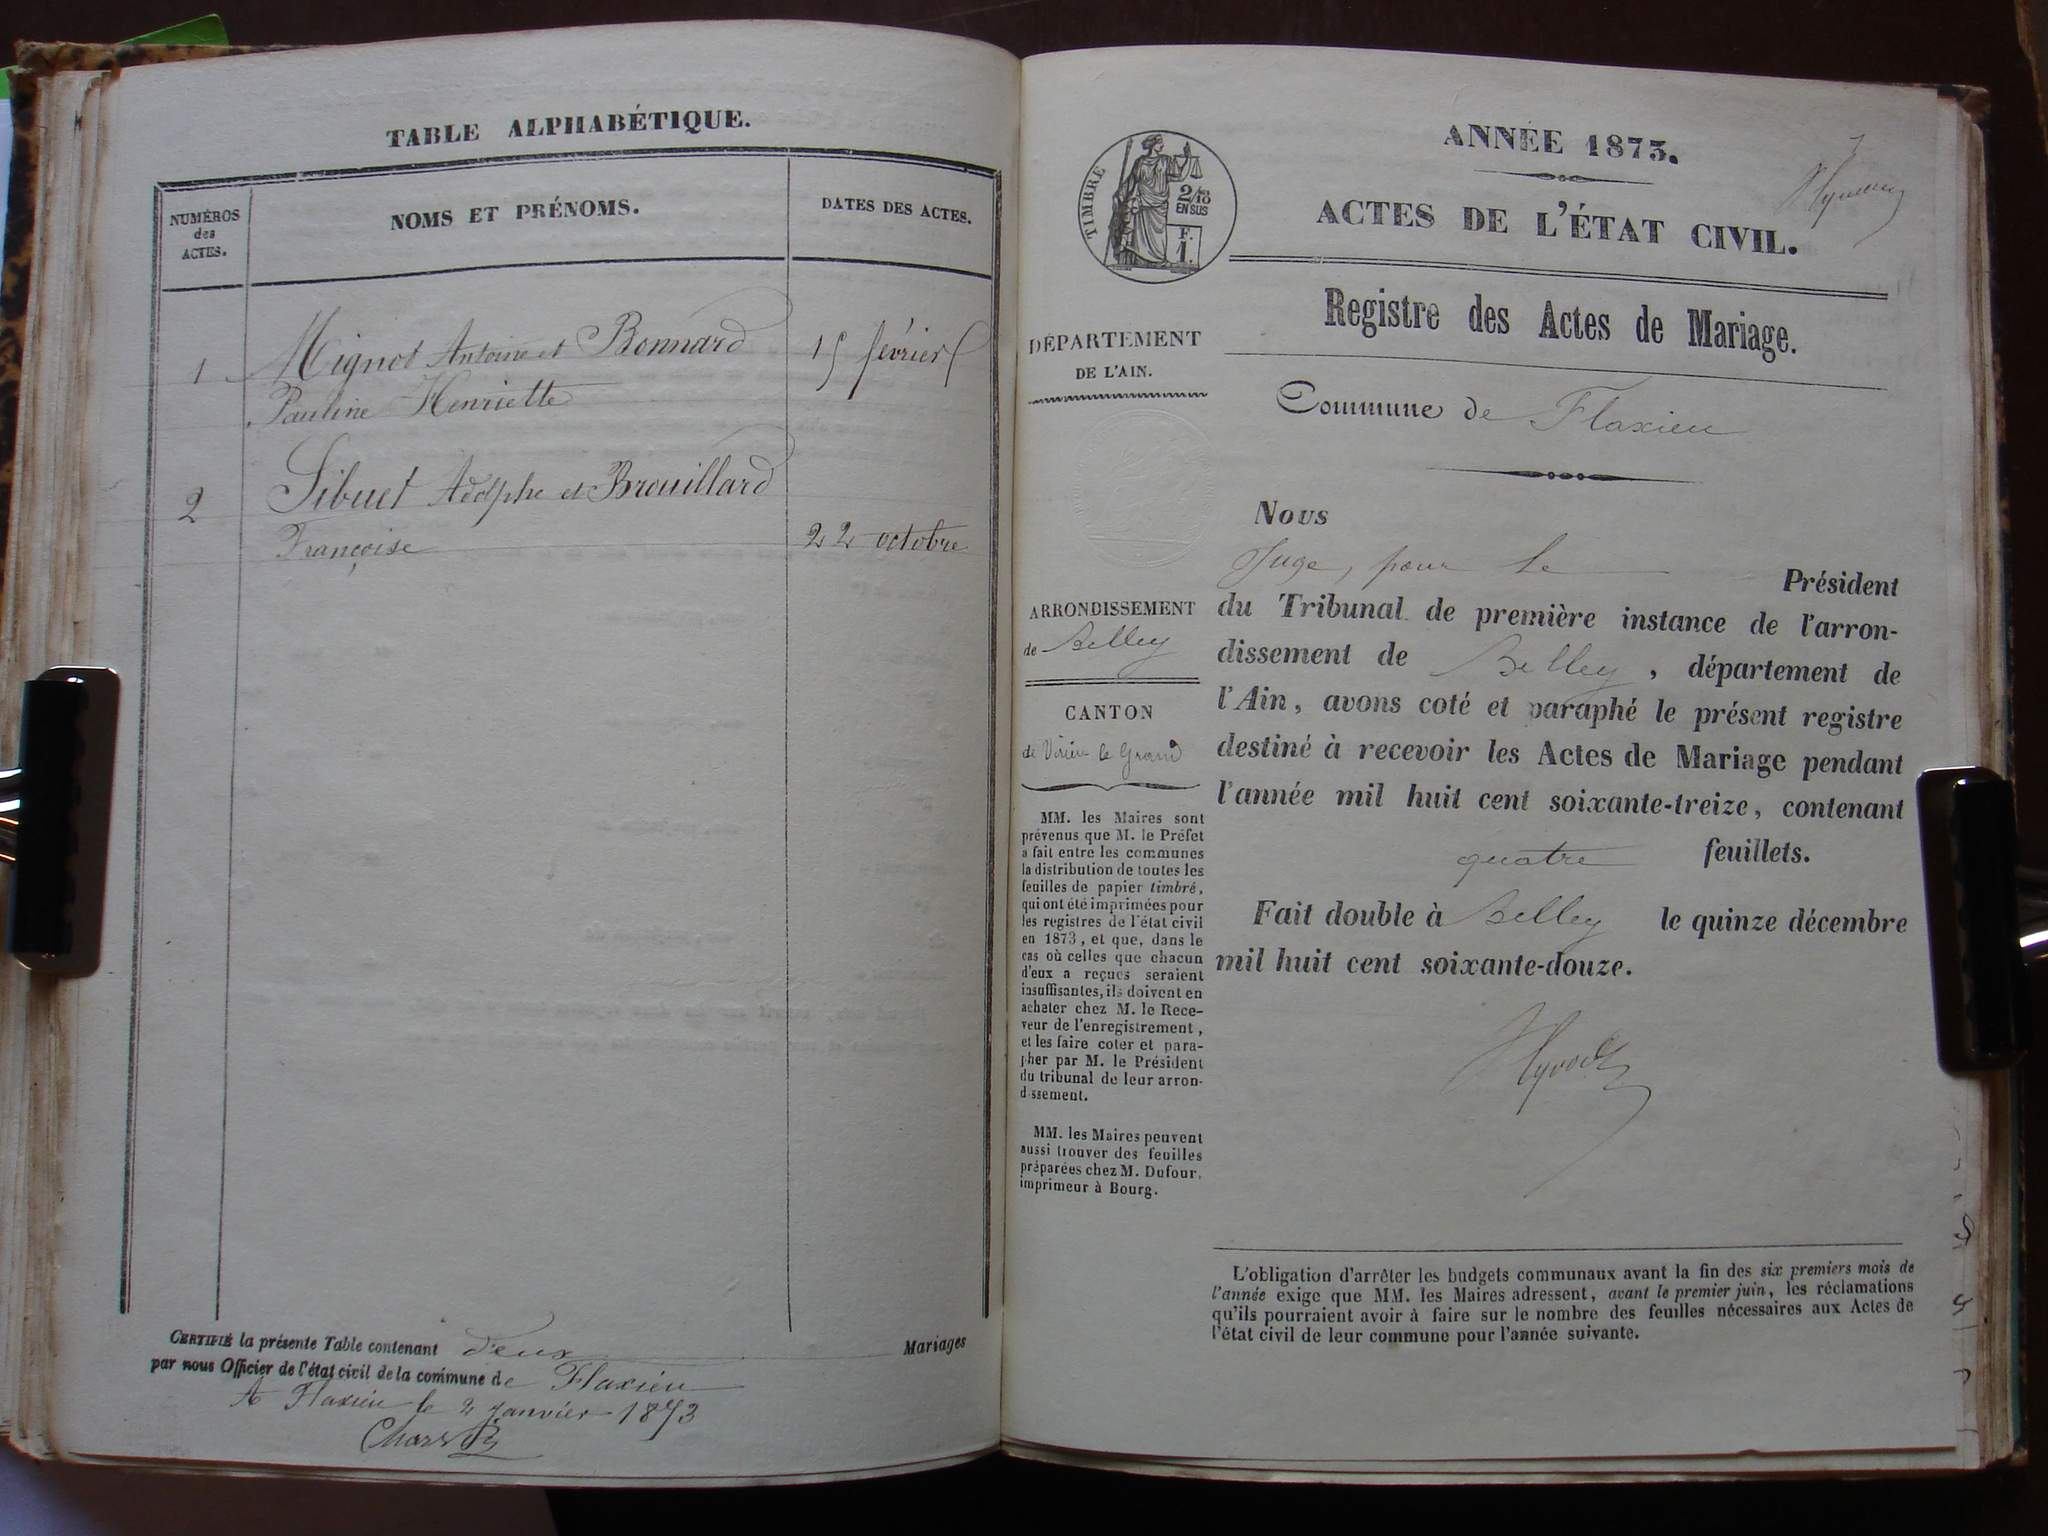 TABLE ALPHABÉTIQUE.
NUMÉROS
des
ACTES.
NOMS ET PRÉNOMS.
DATES DES ACTES.
1 Mignot Antoine et Bonnard 15 février
Pauline Henriette
2 Sibuet Adolphe et Brouillard
Françoise 22 octobre
CERTIFIÉ la présente Table contenant deux Mariages
par nous Officier de l'état civil de la commune de Flaxieu
A Flaxieu le 2 janvier 1873
ANNÉE 1873.
TIMBRE
2/10
EN SUS
F.
1.
ACTES DE L'ÉTAT CIVIL.
Registre des Actes de Mariage.
DÉPARTEMENT
DE L'AIN.
Commune de Flaxieu
ARRONDISSEMENT
de Belley
CANTON
de Virieu le Grand
MM. les Maires sont
prévenus que M. le Préfet
a fait entre les communes
la distribution de toutes les
feuilles de papier timbré,
qui ont été imprimées pour
les registres de l'état civil
en 1873, et que, dans le
cas où celles que chacun
d'eux a reçues seraient
insuffisantes, ils doivent en
acheter chez M. le Rece-
veur de l'enregistrement,
et les faire coter et para-
pher par M. le Président
du tribunal de leur arron-
dissement.
MM. les Maires peuvent
aussi trouver des feuilles
préparées chez M. Dufour,
imprimeur à Bourg.
Nous
Juge, pour le Président
du Tribunal de première instance de l'arron-
dissement de Belley, département de
l'Ain, avons coté et paraphé le présent registre
destiné à recevoir les Actes de Mariage pendant
l'année mil huit cent soixante-treize, contenant
quatre feuillets.
Fait double à Belley le quinze décembre
mil huit cent soixante-douze.
L'obligation d'arrêter les budgets communaux avant la fin des six premiers mois de
l'année exige que MM. les Maires adressent, avant le premier juin, les réclamations
qu'ils pourraient avoir à faire sur le nombre des feuilles nécessaires aux Actes de
l'état civil de leur commune pour l'année suivante.